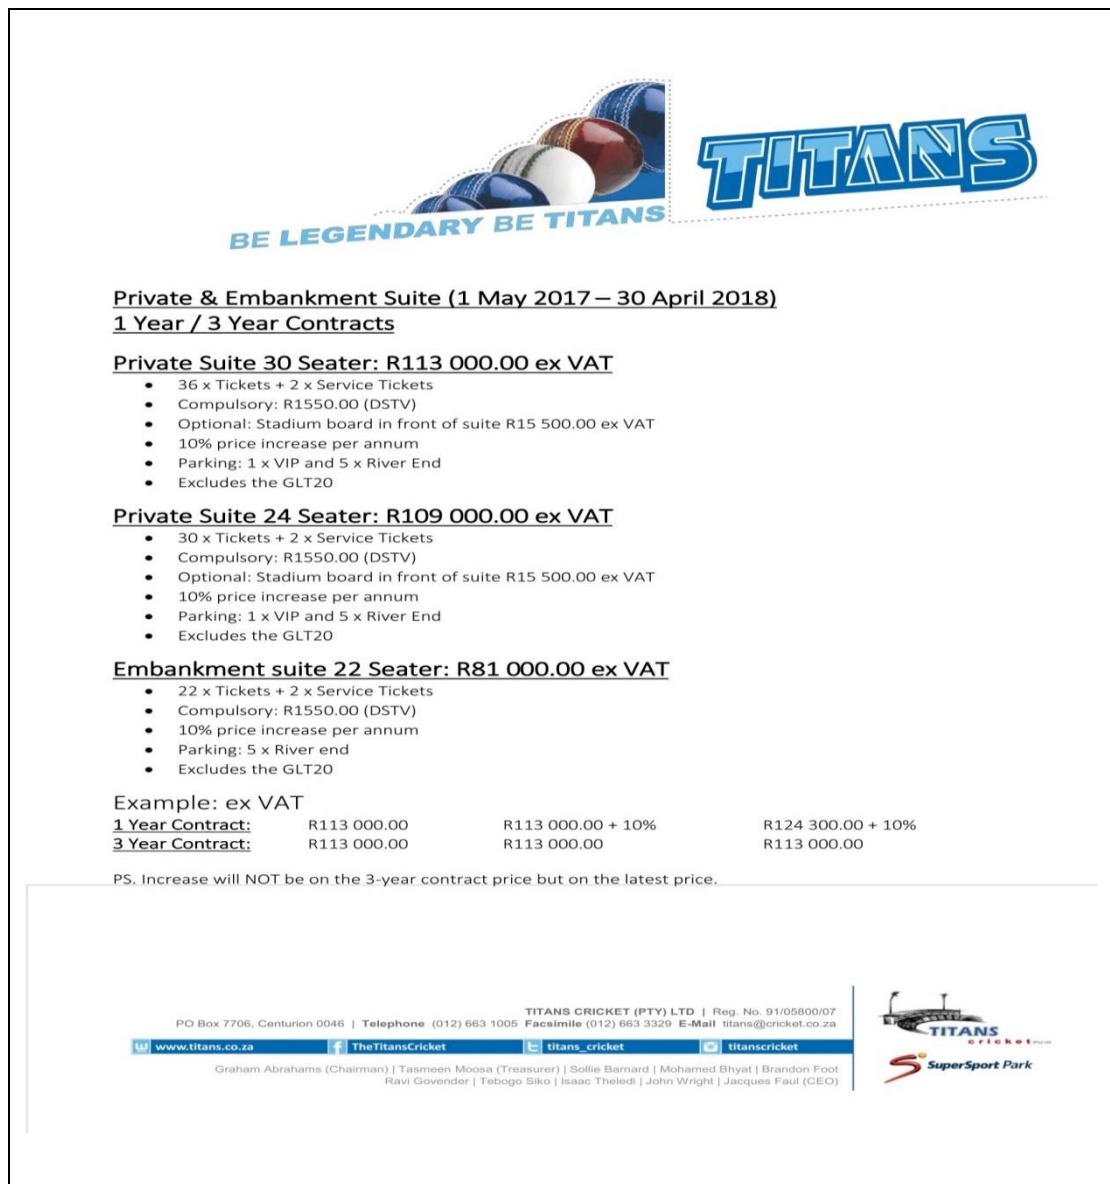 BE LEGENDARY BE TITANS
TITANS
Private & Embankment Suite (1 May 2017 – 30 April 2018)
1 Year / 3 Year Contracts
Private Suite 30 Seater: R113 000.00 ex VAT
• 36 x Tickets + 2 x Service Tickets
• Compulsory: R1550.00 (DSTV)
• Optional: Stadium board in front of suite R15 500.00 ex VAT
• 10% price increase per annum
• Parking: 1 x VIP and 5 x River End
• Excludes the GLT20
Private Suite 24 Seater: R109 000.00 ex VAT
• 30 x Tickets + 2 x Service Tickets
• Compulsory: R1550.00 (DSTV)
• Optional: Stadium board in front of suite R15 500.00 ex VAT
• 10% price increase per annum
• Parking: 1 x VIP and 5 x River End
• Excludes the GLT20
Embankment suite 22 Seater: R81 000.00 ex VAT
• 22 x Tickets + 2 x Service Tickets
• Compulsory: R1550.00 (DSTV)
• 10% price increase per annum
• Parking: 5 x River end
• Excludes the GLT20
Example: ex VAT
1 Year Contract: R113 000.00 R113 000.00 + 10% R124 300.00 + 10%
3 Year Contract: R113 000.00 R113 000.00 R113 000.00
PS. Increase will NOT be on the 3-year contract price but on the latest price.
TITANS CRICKET (PTY) LTD | Reg. No. 91/05800/07
PO Box 7706, Centurion 0046 | Telephone (012) 663 1005 Facsimile (012) 663 3329 E-Mail titans@cricket.co.za
www.titans.co.za TheTitansCricket titans_cricket titanscricket
Graham Abrahams (Chairman) | Tasmeen Moosa (Treasurer) | Sollie Barnard | Mohamed Bhyat | Brandon Foot
Ravi Govender | Tebogo Siko | Isaac Theledi | John Wright | Jacques Faul (CEO)
TITANS
cricket
SuperSport Park